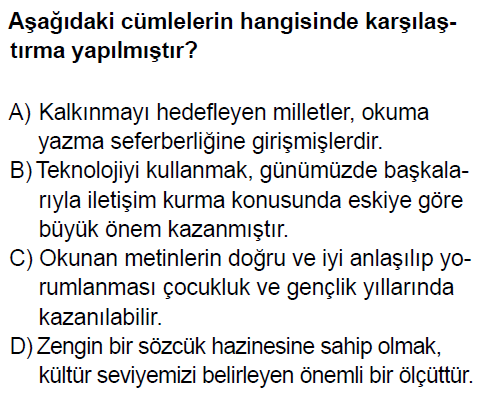 Aşağıdaki cümlelerin hangisinde karşılaş-
tırma yapılmıştır?
A) Kalkınmayı hedefleyen milletler, okuma
yazma seferberliğine girişmişlerdir.
B) Teknolojiyi kullanmak, günümüzde başkala-
rıyla iletişim kurma konusunda eskiye göre
büyük önem kazanmıştır.
C) Okunan metinlerin doğru ve iyi anlaşılıp yo-
rumlanması çocukluk ve gençlik yıllarında
kazanılabilir.
D) Zengin bir sözcük hazinesine sahip olmak,
kültür seviyemizi belirleyen önemli bir ölçüttür.